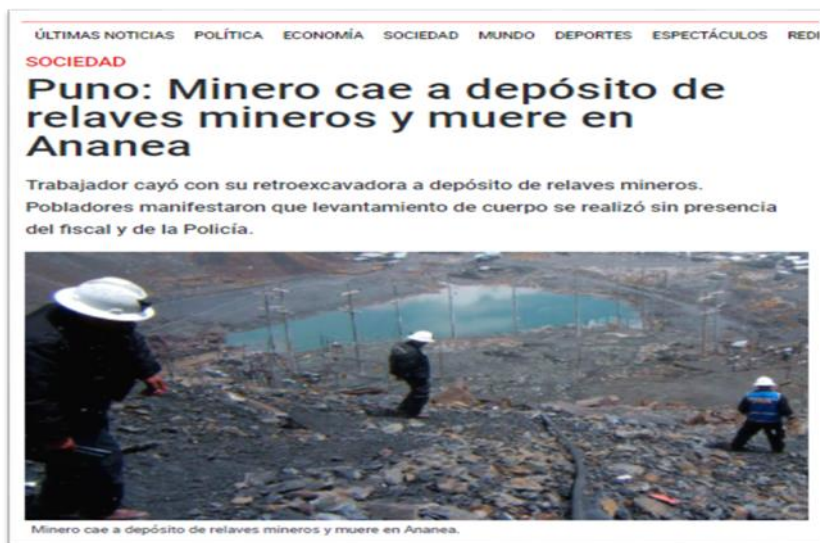 ÚLTIMAS NOTICIAS POLÍTICA ECONOMÍA SOCIEDAD MUNDO DEPORTES ESPECTÁCULOS
SOCIEDAD
Puno: Minero cae a depósito de
relaves mineros y muere en
Ananea
Trabajador cayó con su retroexcavadora a depósito de relaves mineros.
Pobladores manifestaron que levantamiento de cuerpo se realizó sin presencia
del fiscal y de la Policía.
Minero cae a depósito de relaves mineros y muere en Ananea.